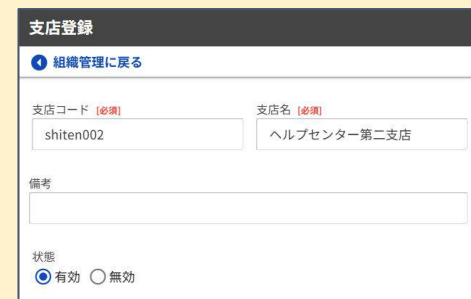 支店登録
組織管理に戻る
支店コード [必須] 支店名 [必須]
shiten002 ヘルプセンター第二支店
備考
状態
有効 無効